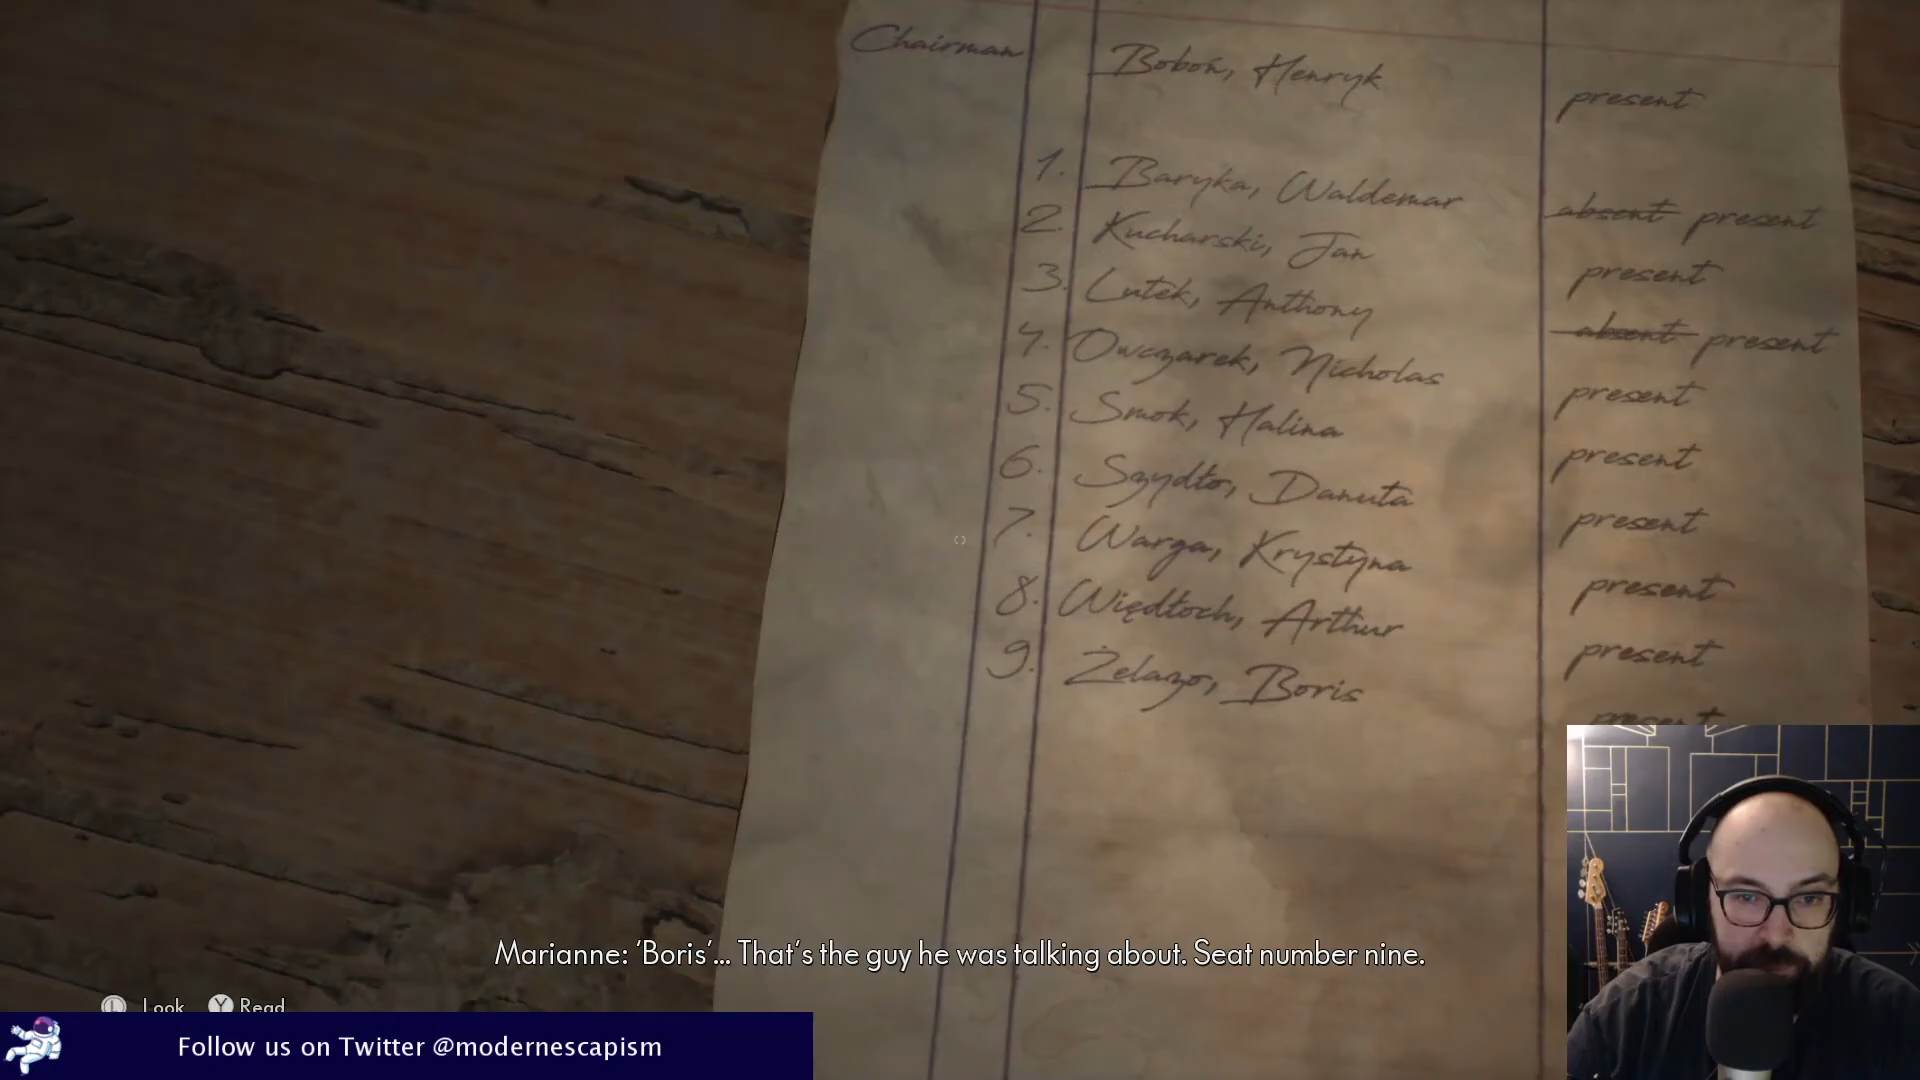 Chairman Boboń, Henryk present
1. Baryka, Waldemar absent present
2. Kucharski, Jan present
3. Lutek, Anthony absent present
4. Owczarek, Nicholas present
5. Smok, Halina present
6. Szydło, Danuta present
7. Warga, Krystyna present
8. Więdłoch, Arthur present
9. Żelazo, Boris present
Marianne: 'Boris'... That's the guy he was talking about. Seat number nine.
L Look Y Read
Follow us on Twitter @modernescapism